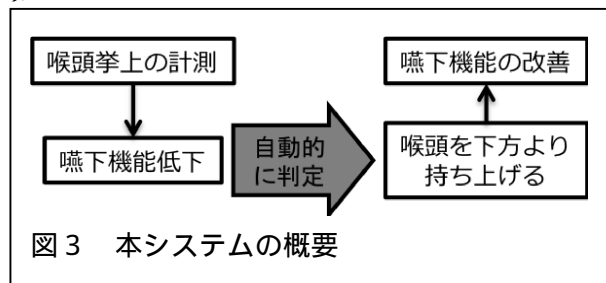 喉頭挙上の計測
嚥下機能低下
自動的
に判定
嚥下機能の改善
喉頭を下方より
持ち上げる
図３　本システムの概要